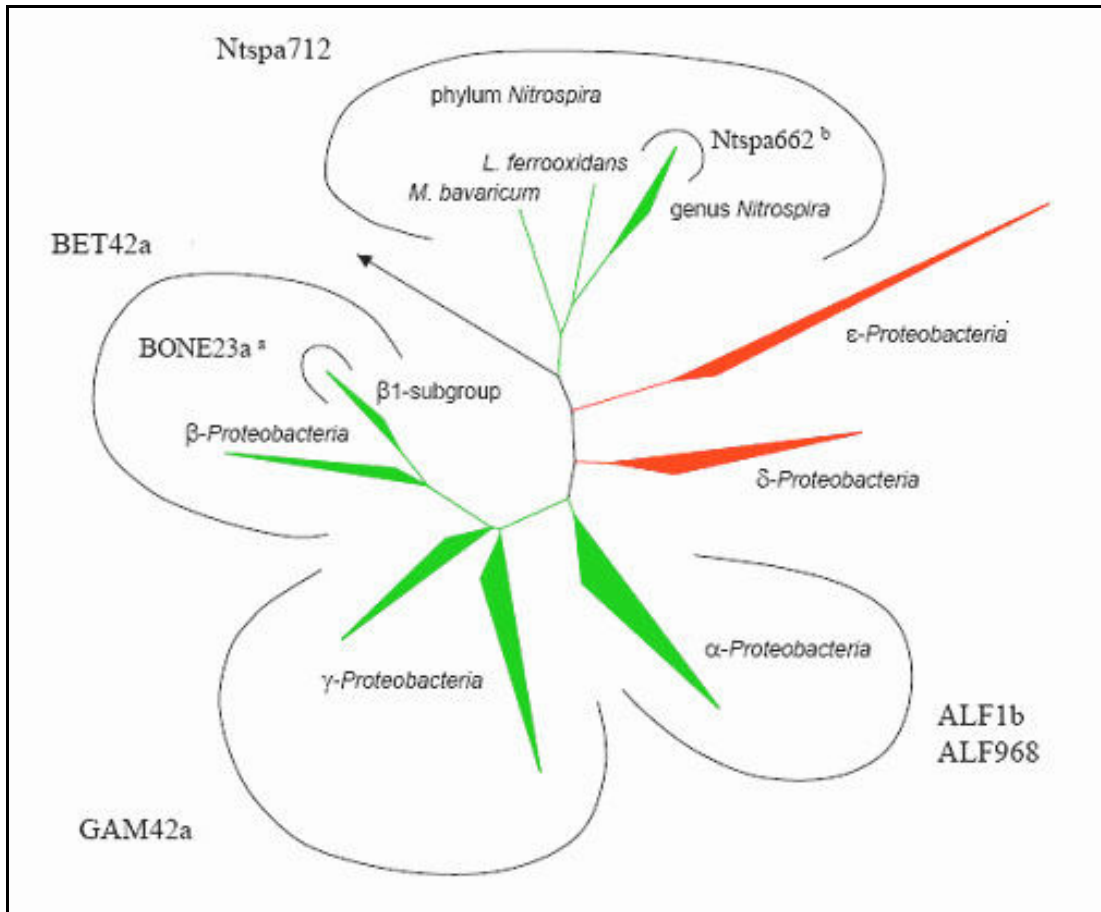 Ntspa712
phylum Nitrospira
Ntspa662 b
L. ferrooxidans
M. bavaricum
genus Nitrospira
BET42a
ε-Proteobacteria
BONE23a a
β1-subgroup
β-Proteobacteria
δ-Proteobacteria
α-Proteobacteria
γ-Proteobacteria
ALF1b
ALF968
GAM42a